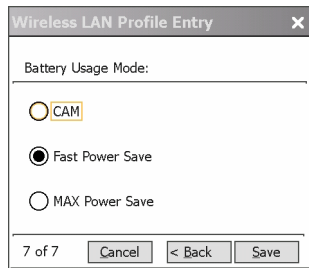 Wireless LAN Profile Entry
Battery Usage Mode:
CAM
Fast Power Save
MAX Power Save
7 of 7 Cancel < Back Save